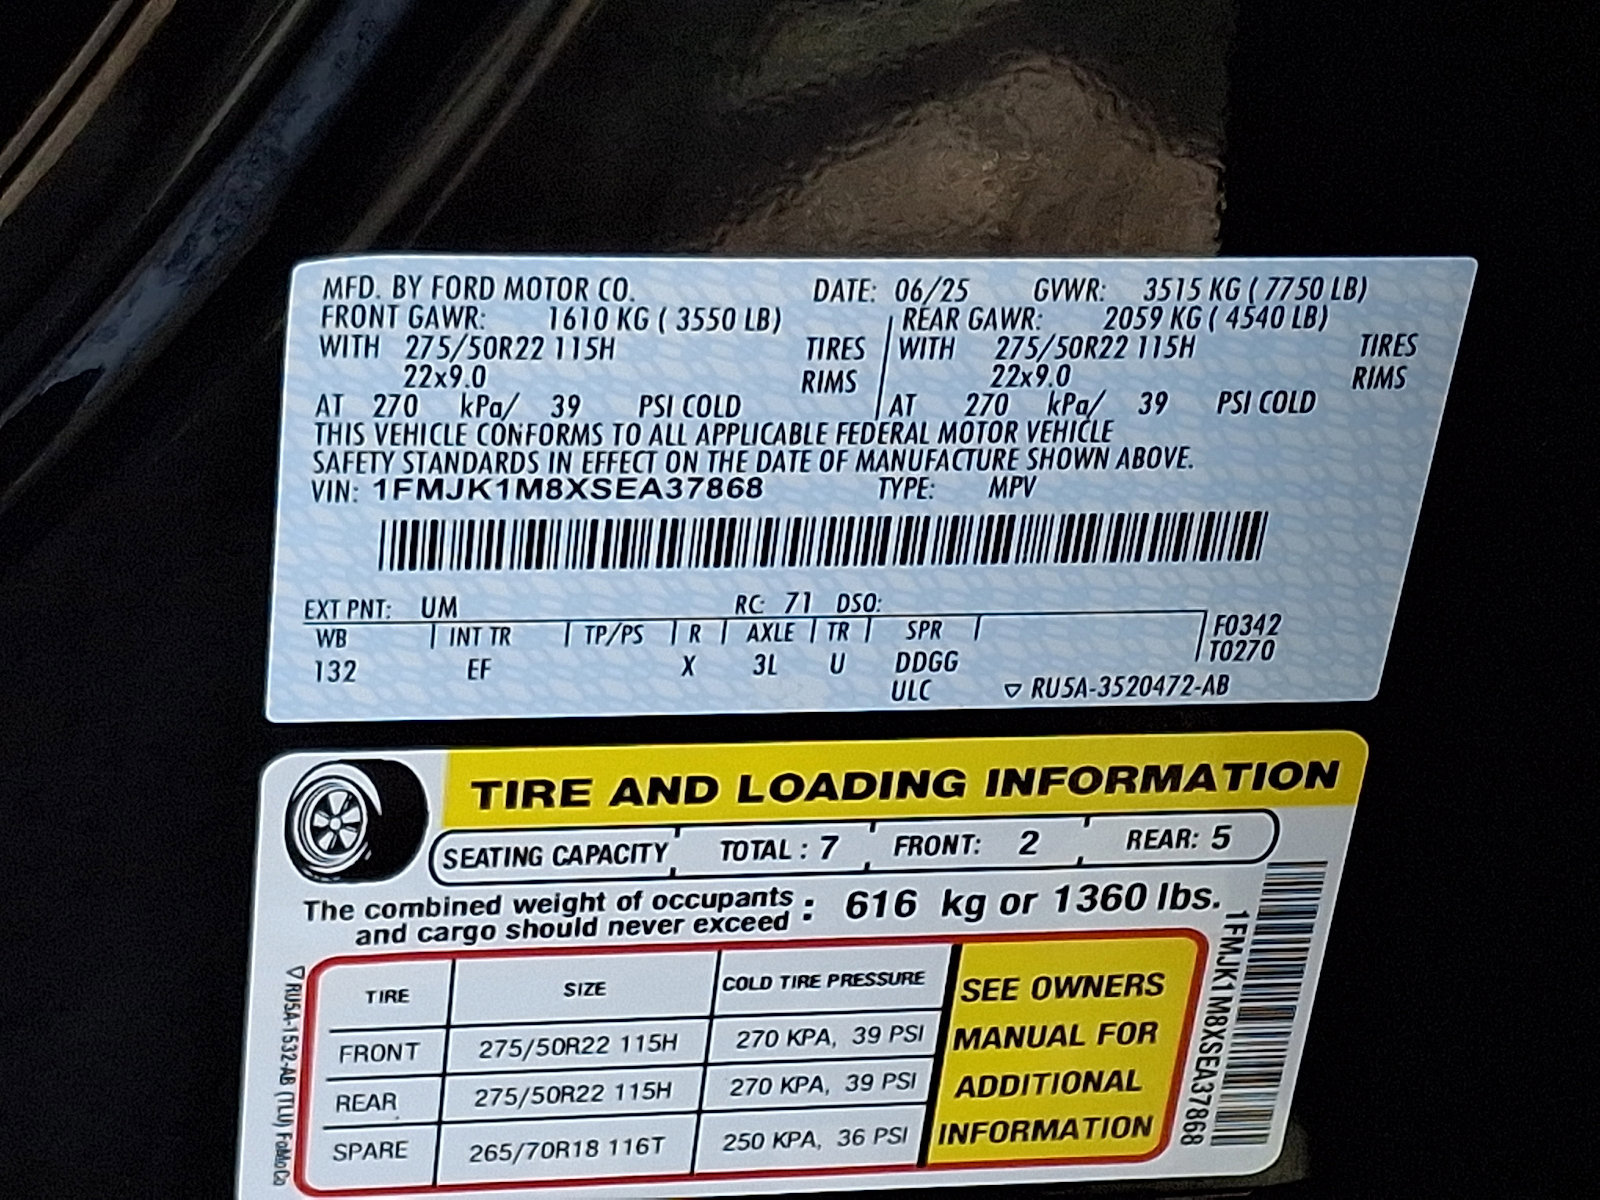 MFD. BY FORD MOTOR CO. DATE: 06/25 GVWR: 3515 KG ( 7750 LB)
FRONT GAWR: 1610 KG ( 3550 LB) REAR GAWR: 2059 KG ( 4540 LB)
WITH 275/50R22 115H TIRES WITH 275/50R22 115H TIRES
22x9.0 RIMS 22x9.0 RIMS
AT 270 kPa/ 39 PSI COLD AT 270 kPa/ 39 PSI COLD
THIS VEHICLE CONFORMS TO ALL APPLICABLE FEDERAL MOTOR VEHICLE
SAFETY STANDARDS IN EFFECT ON THE DATE OF MANUFACTURE SHOWN ABOVE.
VIN: 1FMJK1M8XSEA37868 TYPE: MPV
EXT PNT: UM RC: 71 DSO:
WB INT TR TP/PS R AXLE TR SPR F0342
T0270
132 EF X 3L U DDGG
ULC ▽ RU5A-3520472-AB
TIRE AND LOADING INFORMATION
SEATING CAPACITY TOTAL : 7 FRONT: 2 REAR: 5
The combined weight of occupants
and cargo should never exceed : 616 kg or 1360 lbs.
TIRE SIZE COLD TIRE PRESSURE
FRONT 275/50R22 115H 270 KPA, 39 PSI
REAR 275/50R22 115H 270 KPA, 39 PSI
SPARE 265/70R18 116T 250 KPA, 36 PSI
SEE OWNERS
MANUAL FOR
ADDITIONAL
INFORMATION
1FMJK1M8XSEA37868
▽ RU5A-1532-AB (TLU) FoMoCo